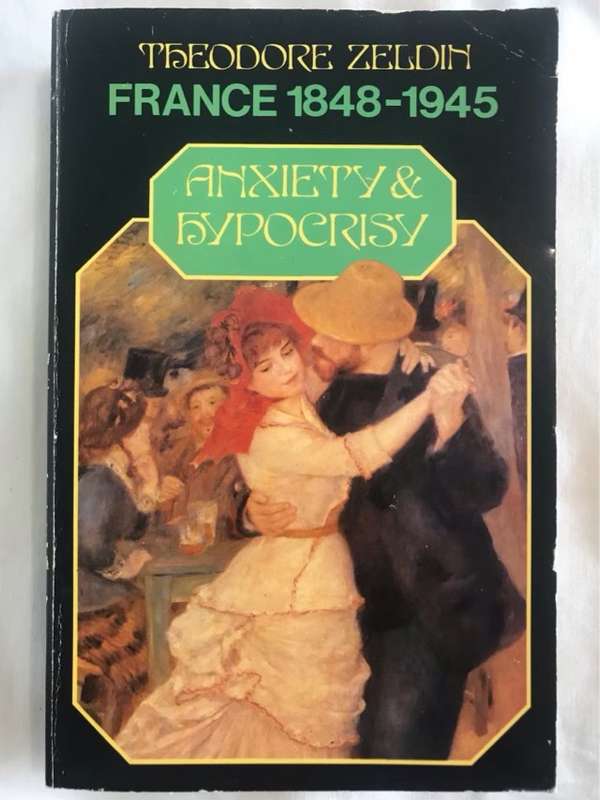 THEODORE ZELDIN
FRANCE 1848-1945
ANXIETY &
HYPOCRISY